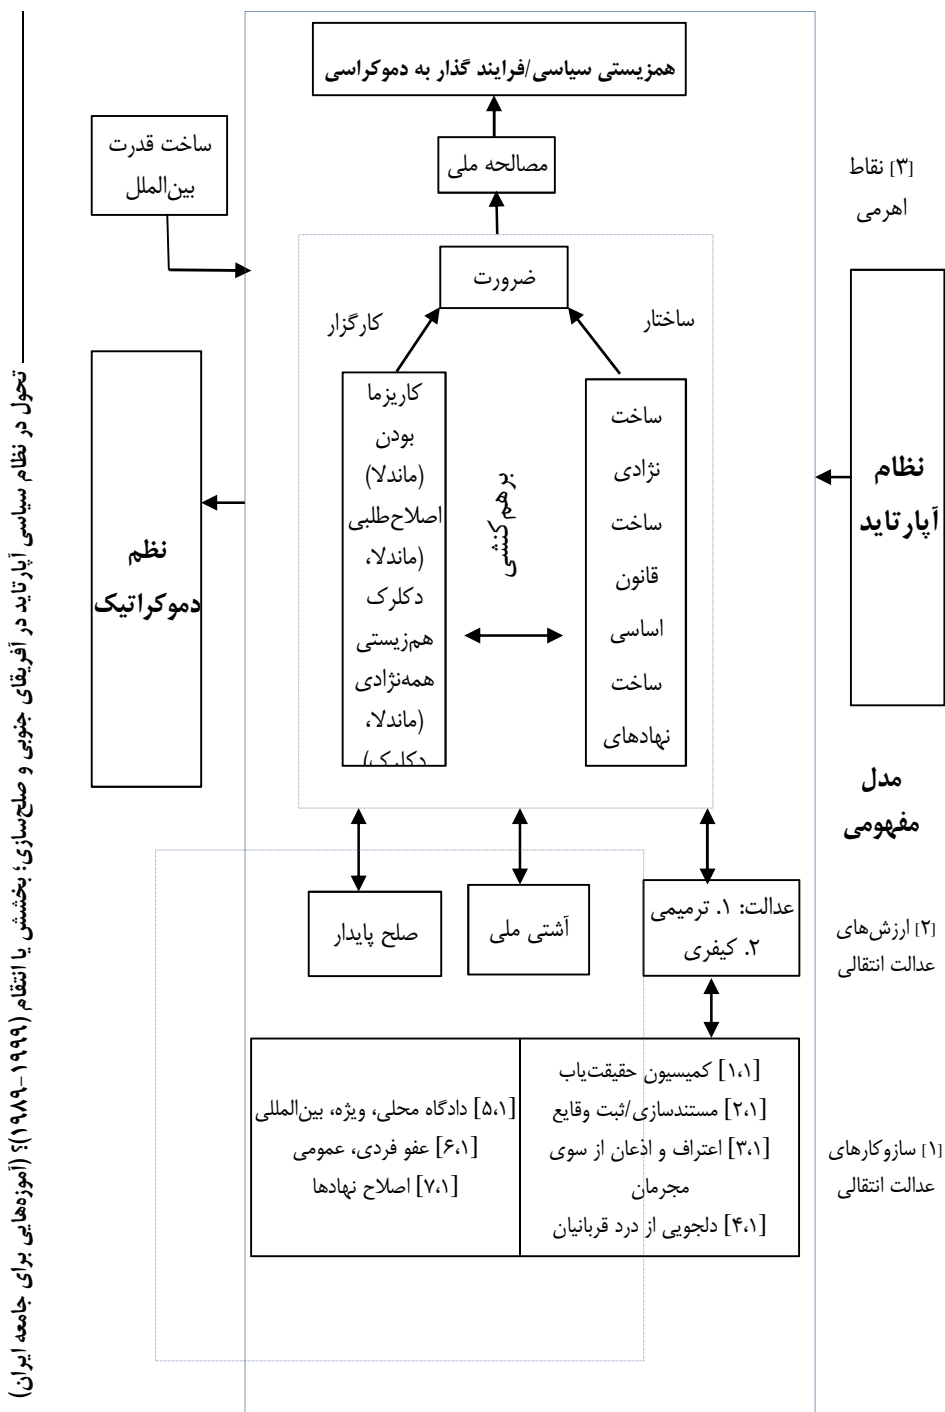 همزیستی سیاسی/فرایند گذار به دموکراسی
مصالحه ملی
ساخت قدرت
بین‌الملل
[۳] نقاط
اهرمی
ضرورت
ساختار
کارگزار
نظام
آپارتاید
ساخت
نژادی
ساخت
قانون
اساسی
ساخت
نهادهای
برهم‌کنشی
کاریزما
بودن
(ماندلا)
اصلاح‌طلبی
(ماندلا،
دکلرک
هم‌زیستی
همه‌نژادی
(ماندلا،
دکلرک)
نظم
دموکراتیک
مدل
مفهومی
[۲] ارزش‌های
عدالت انتقالی
عدالت: ۱. ترمیمی
۲. کیفری
آشتی ملی
صلح پایدار
[۱] سازوکارهای
عدالت انتقالی
[۱،۱] کمیسیون حقیقت‌یاب
[۲،۱] مستندسازی/ثبت وقایع
[۳،۱] اعتراف و اذعان از سوی
مجرمان
[۴،۱] دلجویی از درد قربانیان
[۵،۱] دادگاه محلی، ویژه، بین‌المللی
[۶،۱] عفو فردی، عمومی
[۷،۱] اصلاح نهادها
تحول در نظام سیاسی آپارتاید در آفریقای جنوبی و صلح‌سازی؛ بخشش یا انتقام (۱۹۹۹-۱۹۸۹)؟ (آموزه‌هایی برای جامعه ایران)